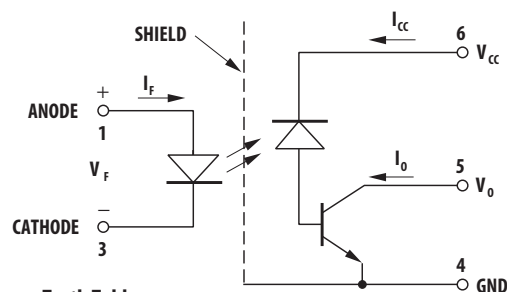 SHIELD
I_CC
6
V_CC
+
I_F
ANODE
1
V_F
I_O
5
V_O
–
CATHODE
3
4
GND